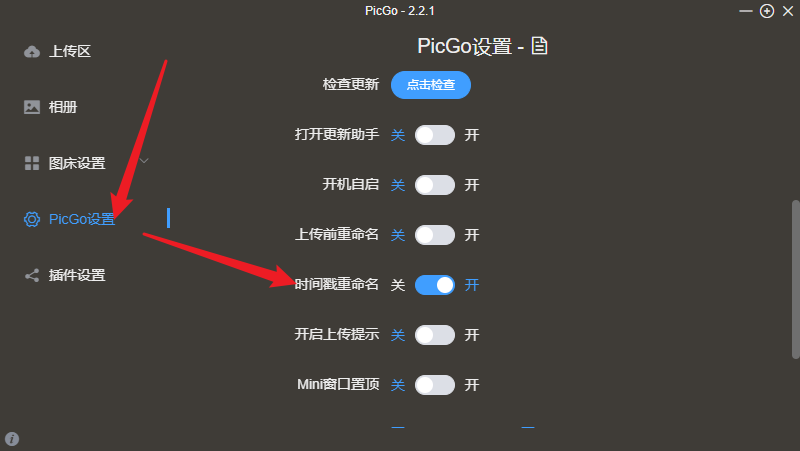 PicGo - 2.2.1
上传区
相册
图床设置
PicGo设置
插件设置
PicGo设置 -
检查更新 点击检查
打开更新助手 关 开
开机自启 关 开
上传前重命名 关 开
时间戳重命名 关 开
开启上传提示 关 开
Mini窗口置顶 关 开